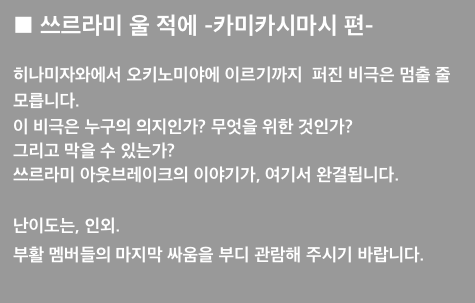 ■ 쓰르라미 울 적에 -카미카시마시 편-
히나미자와에서 오키노미야에 이르기까지 퍼진 비극은 멈출 줄
모릅니다.
이 비극은 누구의 의지인가? 무엇을 위한 것인가?
그리고 막을 수 있는가?
쓰르라미 아웃브레이크의 이야기가, 여기서 완결됩니다.
난이도는, 인외.
부활 멤버들의 마지막 싸움을 부디 관람해 주시기 바랍니다.